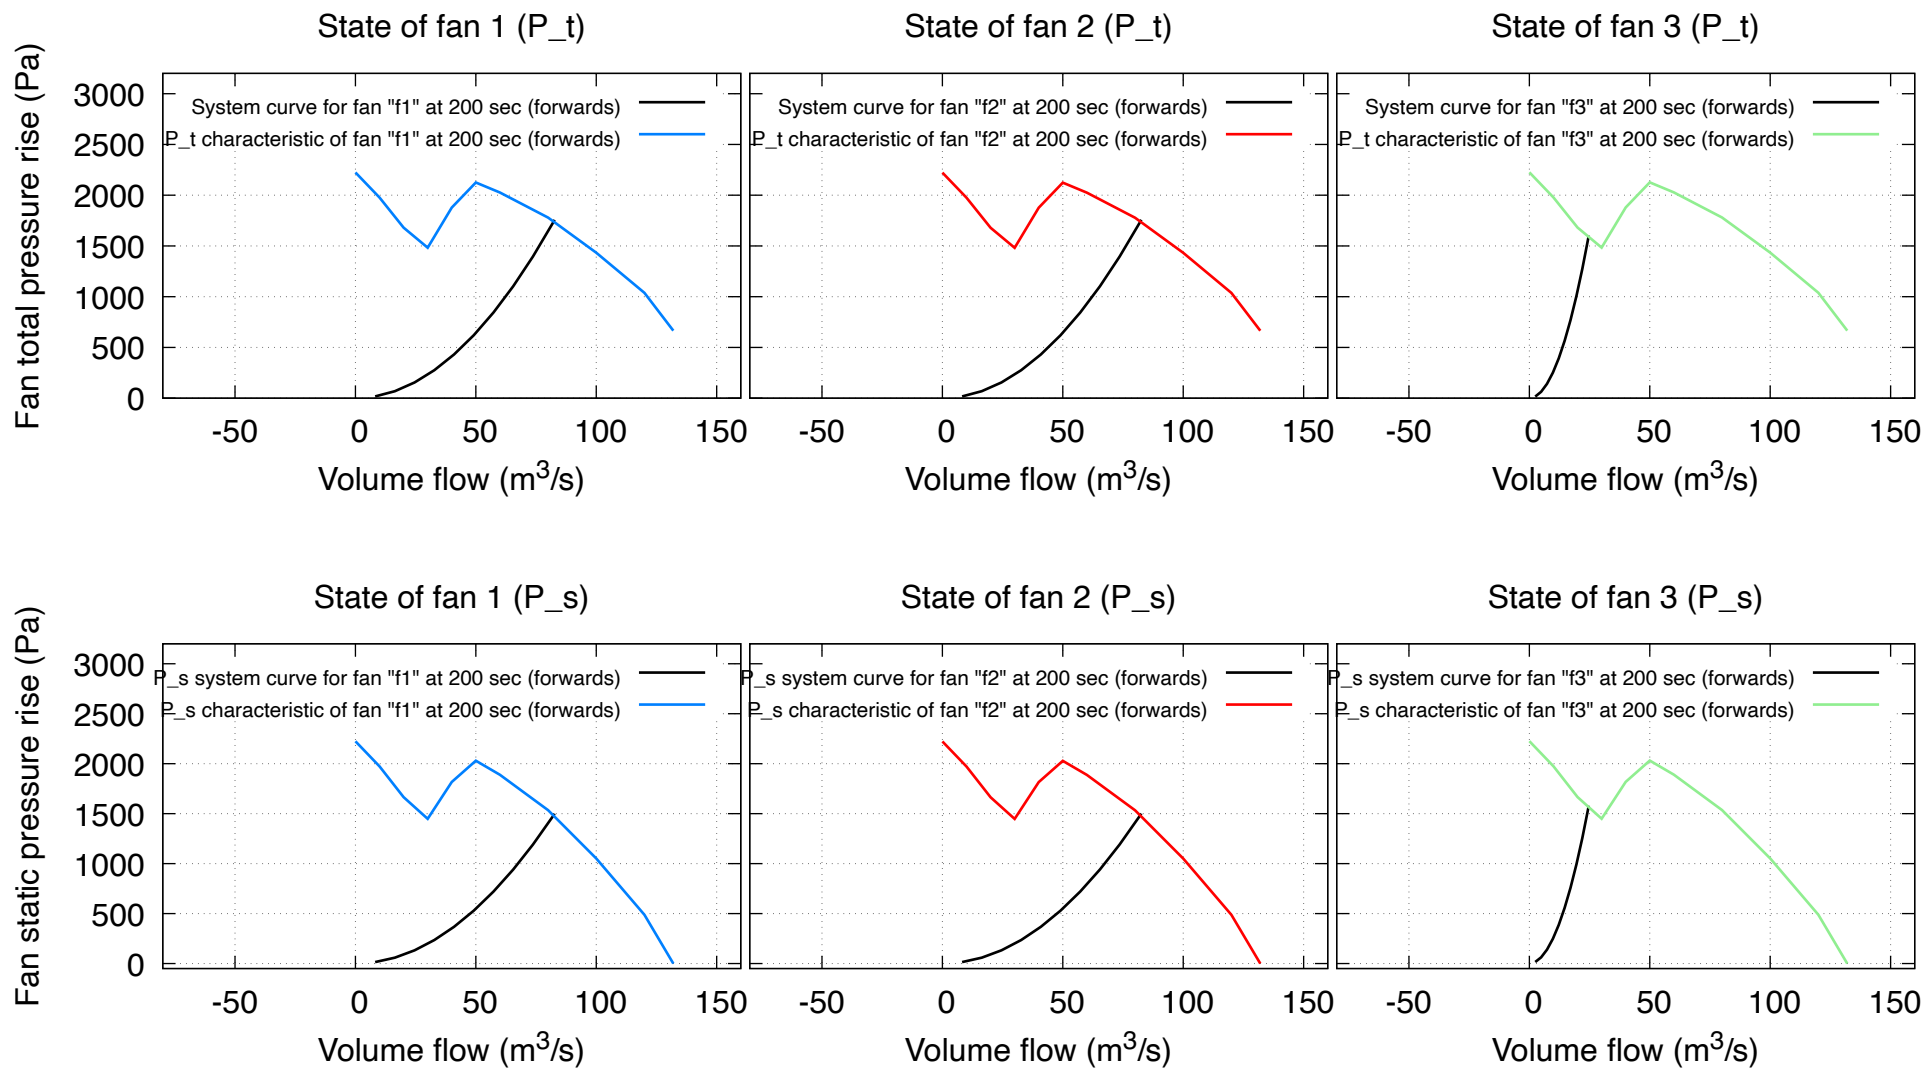 State of fan 1 (P_t) State of fan 2 (P_t) State of fan 3 (P_t)
Fan total pressure rise (Pa)
3000
2500
2000
1500
1000
500
0
System curve for fan "f1" at 200 sec (forwards)
P_t characteristic of fan "f1" at 200 sec (forwards)
System curve for fan "f2" at 200 sec (forwards)
P_t characteristic of fan "f2" at 200 sec (forwards)
System curve for fan "f3" at 200 sec (forwards)
P_t characteristic of fan "f3" at 200 sec (forwards)
-50 0 50 100 150 -50 0 50 100 150 -50 0 50 100 150
Volume flow (m³/s) Volume flow (m³/s) Volume flow (m³/s)
State of fan 1 (P_s) State of fan 2 (P_s) State of fan 3 (P_s)
Fan static pressure rise (Pa)
3000
2500
2000
1500
1000
500
0
P_s system curve for fan "f1" at 200 sec (forwards)
P_s characteristic of fan "f1" at 200 sec (forwards)
P_s system curve for fan "f2" at 200 sec (forwards)
P_s characteristic of fan "f2" at 200 sec (forwards)
P_s system curve for fan "f3" at 200 sec (forwards)
P_s characteristic of fan "f3" at 200 sec (forwards)
-50 0 50 100 150 -50 0 50 100 150 -50 0 50 100 150
Volume flow (m³/s) Volume flow (m³/s) Volume flow (m³/s)